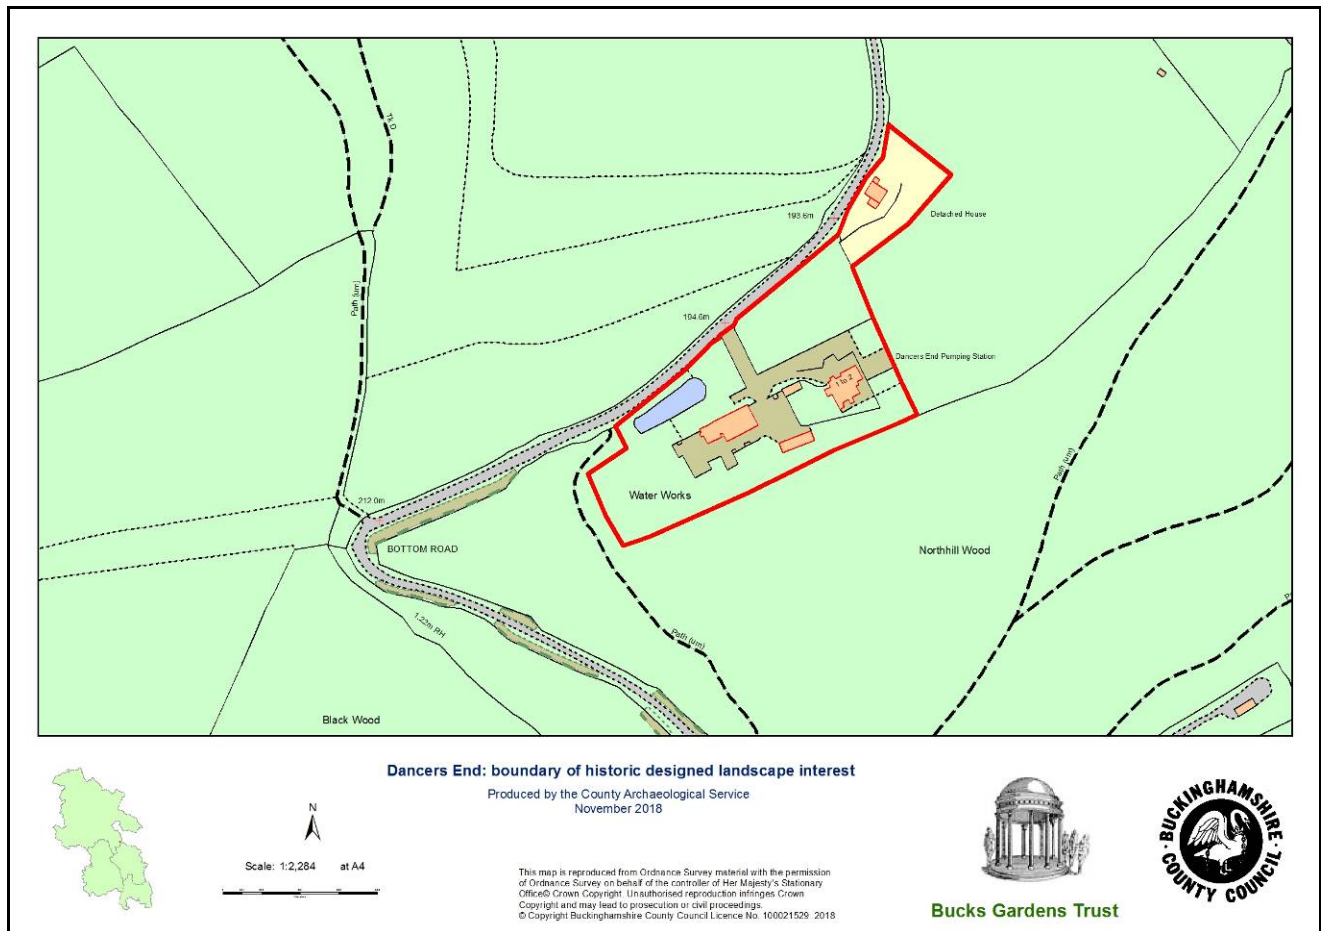 Tk D
Path (um)
193.6m
Detached House
194.6m
Dancers End Pumping Station
1 to 2
Water Works
Path (um)
212.0m
BOTTOM ROAD
Northhill Wood
1.22m RH
Path (um)
Black Wood
Dancers End: boundary of historic designed landscape interest
Produced by the County Archaeological Service
November 2018
N
Scale: 1:2,284 at A4
This map is reproduced from Ordnance Survey material with the permission
of Ordnance Survey on behalf of the controller of Her Majesty's Stationary
Office© Crown Copyright. Unauthorised reproduction infringes Crown
Copyright and may lead to prosecution or civil proceedings.
© Copyright Buckinghamshire County Council Licence No. 100021529 2018
Bucks Gardens Trust
BUCKINGHAMSHIRE
COUNTY COUNCIL